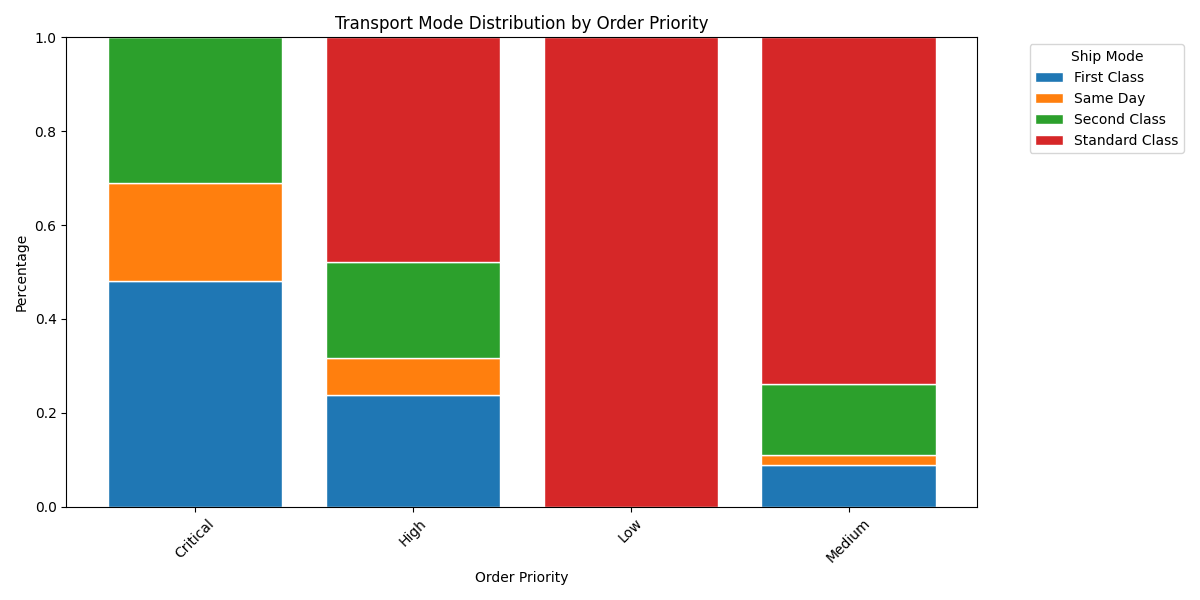 Transport Mode Distribution by Order Priority
Ship Mode
First Class
Same Day
Second Class
Standard Class
Percentage
1.0
0.8
0.6
0.4
0.2
0.0
Critical
High
Low
Medium
Order Priority